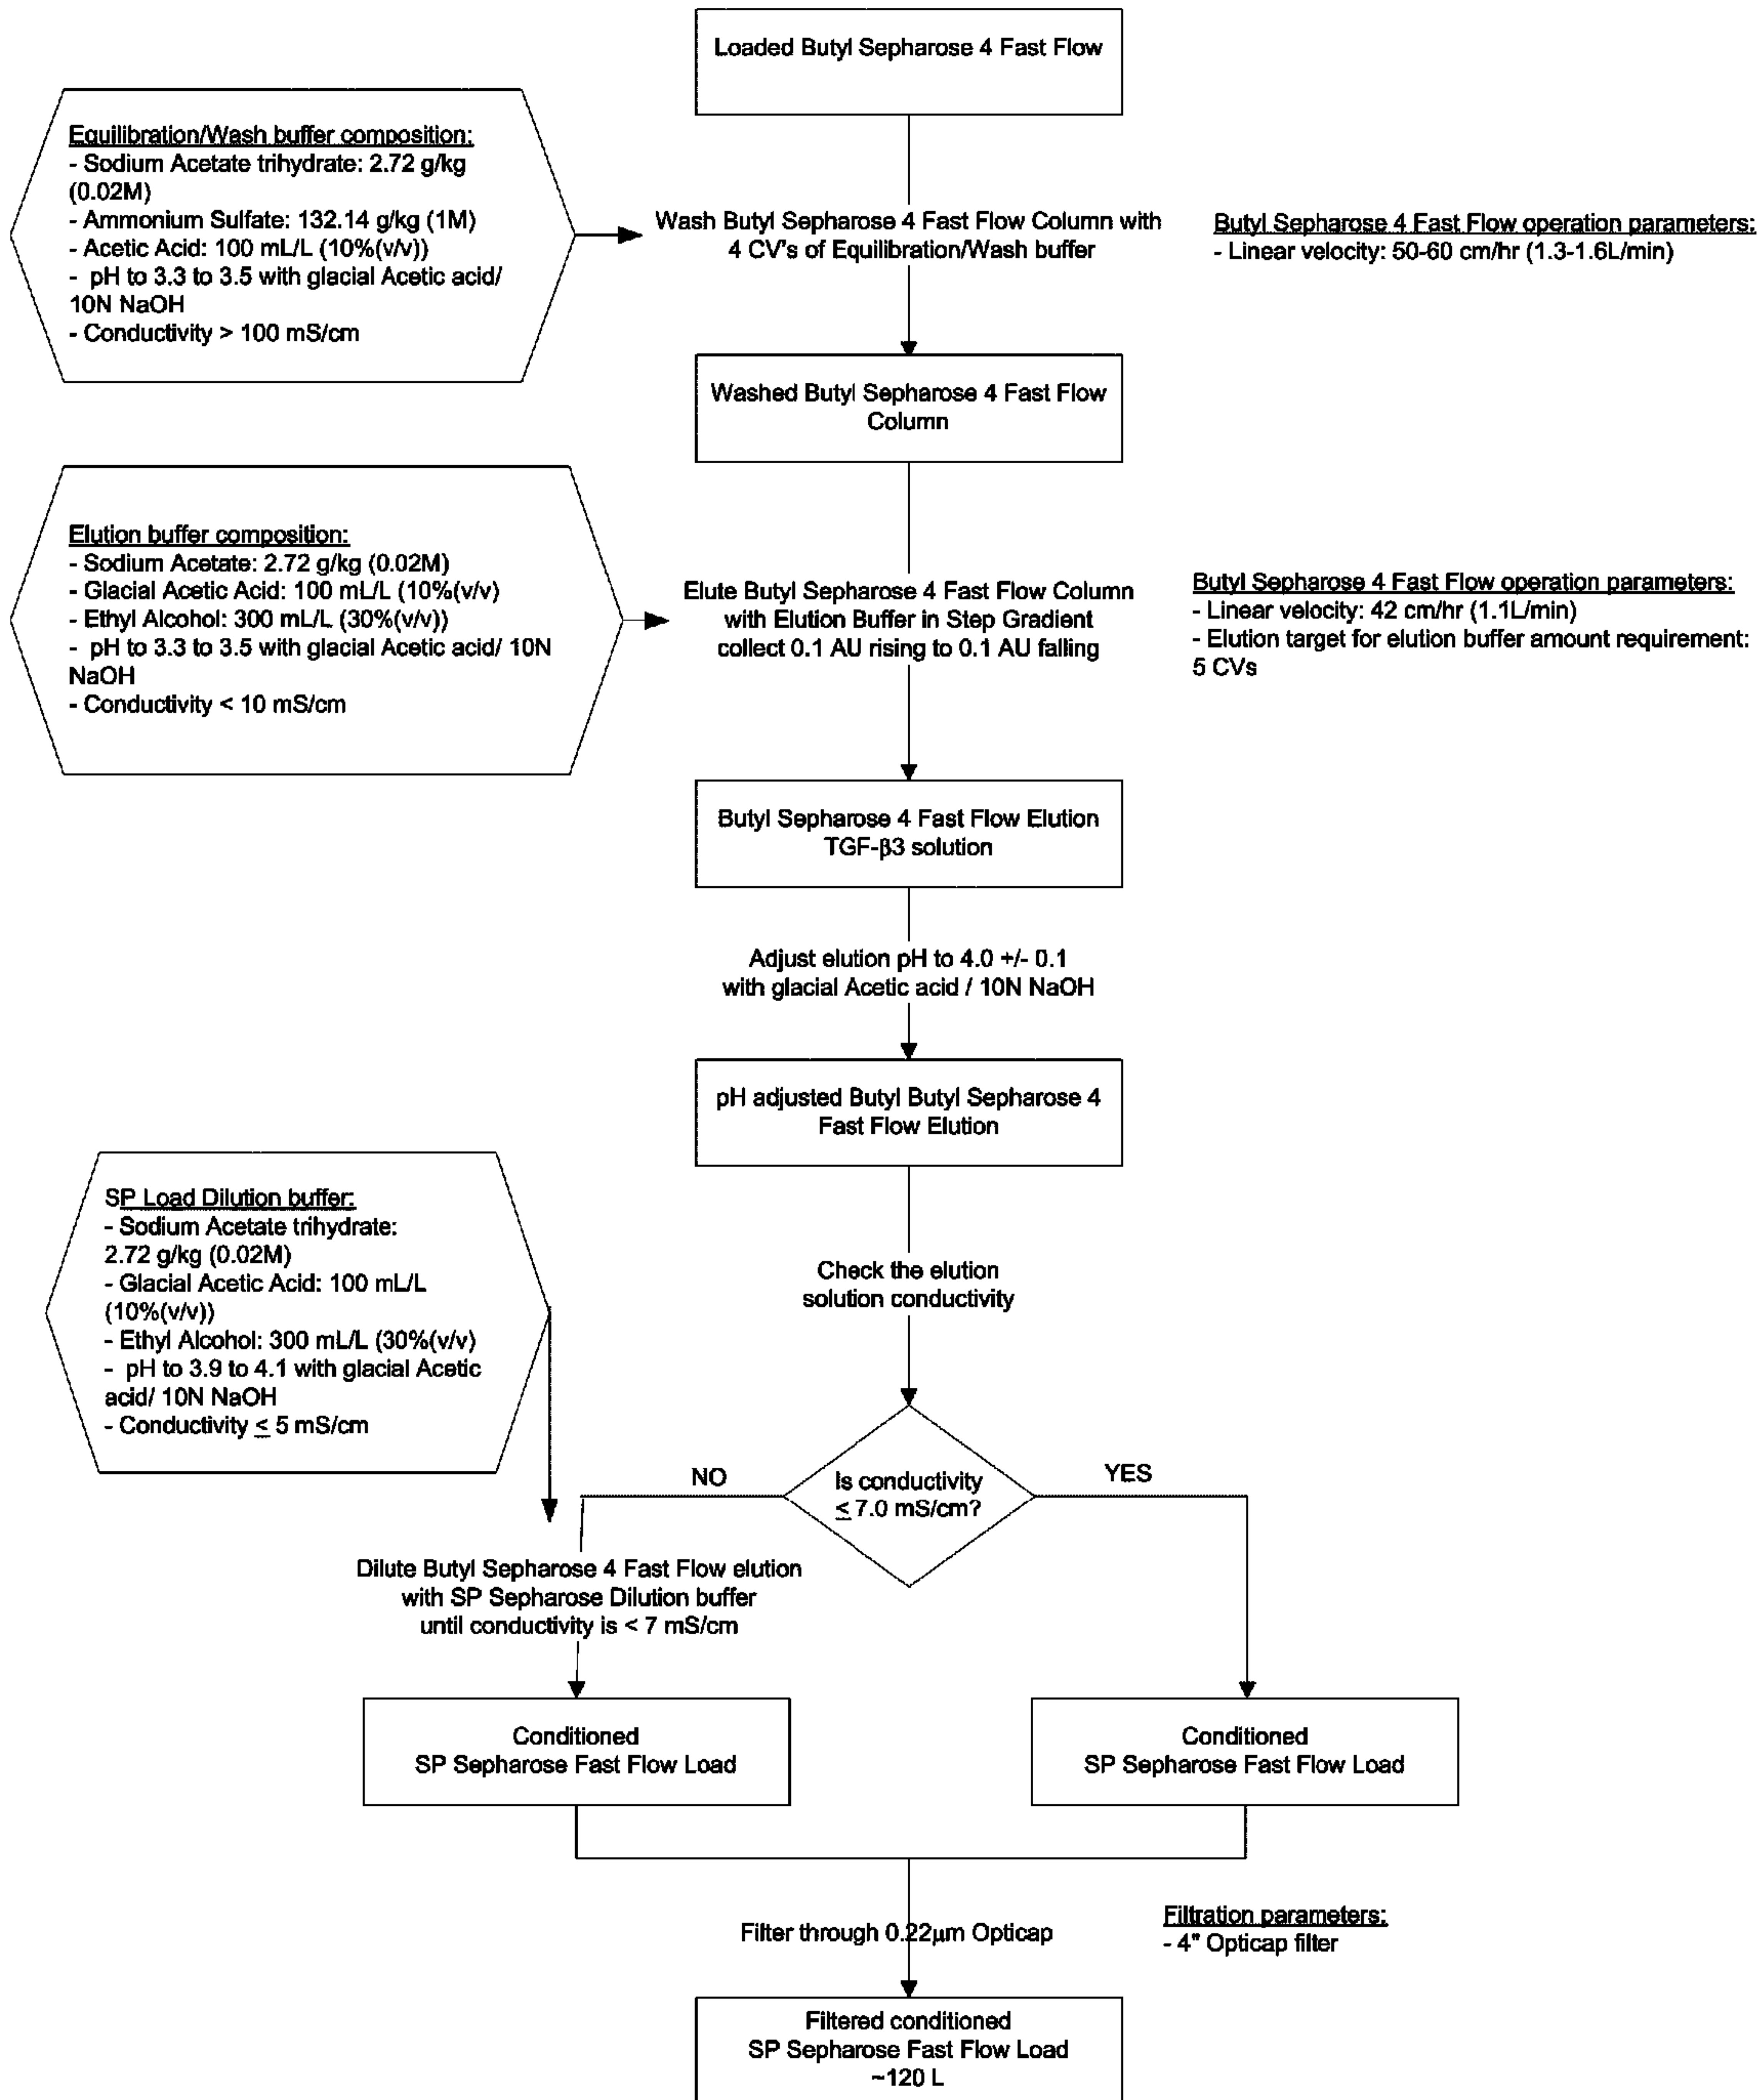 Loaded Butyl Sepharose 4 Fast Flow
Equilibration/Wash buffer composition:
- Sodium Acetate trihydrate: 2.72 g/kg
(0.02M)
- Ammonium Sulfate: 132.14 g/kg (1M)
- Acetic Acid: 100 mL/L (10%(v/v))
- pH to 3.3 to 3.5 with glacial Acetic acid/
10N NaOH
- Conductivity > 100 mS/cm
Wash Butyl Sepharose 4 Fast Flow Column with
4 CV's of Equilibration/Wash buffer
Butyl Sepharose 4 Fast Flow operation parameters:
- Linear velocity: 50-60 cm/hr (1.3-1.6L/min)
Washed Butyl Sepharose 4 Fast Flow
Column
Elution buffer composition:
- Sodium Acetate: 2.72 g/kg (0.02M)
- Glacial Acetic Acid: 100 mL/L (10%(v/v)
- Ethyl Alcohol: 300 mL/L (30%(v/v))
- pH to 3.3 to 3.5 with glacial Acetic acid/ 10N
NaOH
- Conductivity < 10 mS/cm
Elute Butyl Sepharose 4 Fast Flow Column
with Elution Buffer in Step Gradient
collect 0.1 AU rising to 0.1 AU falling
Butyl Sepharose 4 Fast Flow operation parameters:
- Linear velocity: 42 cm/hr (1.1L/min)
- Elution target for elution buffer amount requirement:
5 CVs
Butyl Sepharose 4 Fast Flow Elution
TGF-β3 solution
Adjust elution pH to 4.0 +/- 0.1
with glacial Acetic acid / 10N NaOH
pH adjusted Butyl Butyl Sepharose 4
Fast Flow Elution
SP Load Dilution buffer:
- Sodium Acetate trihydrate:
2.72 g/kg (0.02M)
- Glacial Acetic Acid: 100 mL/L
(10%(v/v))
- Ethyl Alcohol: 300 mL/L (30%(v/v)
- pH to 3.9 to 4.1 with glacial Acetic
acid/ 10N NaOH
- Conductivity ≤ 5 mS/cm
Check the elution
solution conductivity
NO
Is conductivity
≤ 7.0 mS/cm?
YES
Dilute Butyl Sepharose 4 Fast Flow elution
with SP Sepharose Dilution buffer
until conductivity is < 7 mS/cm
Conditioned
SP Sepharose Fast Flow Load
Conditioned
SP Sepharose Fast Flow Load
Filter through 0.22μm Opticap
Filtration parameters:
- 4" Opticap filter
Filtered conditioned
SP Sepharose Fast Flow Load
~120 L